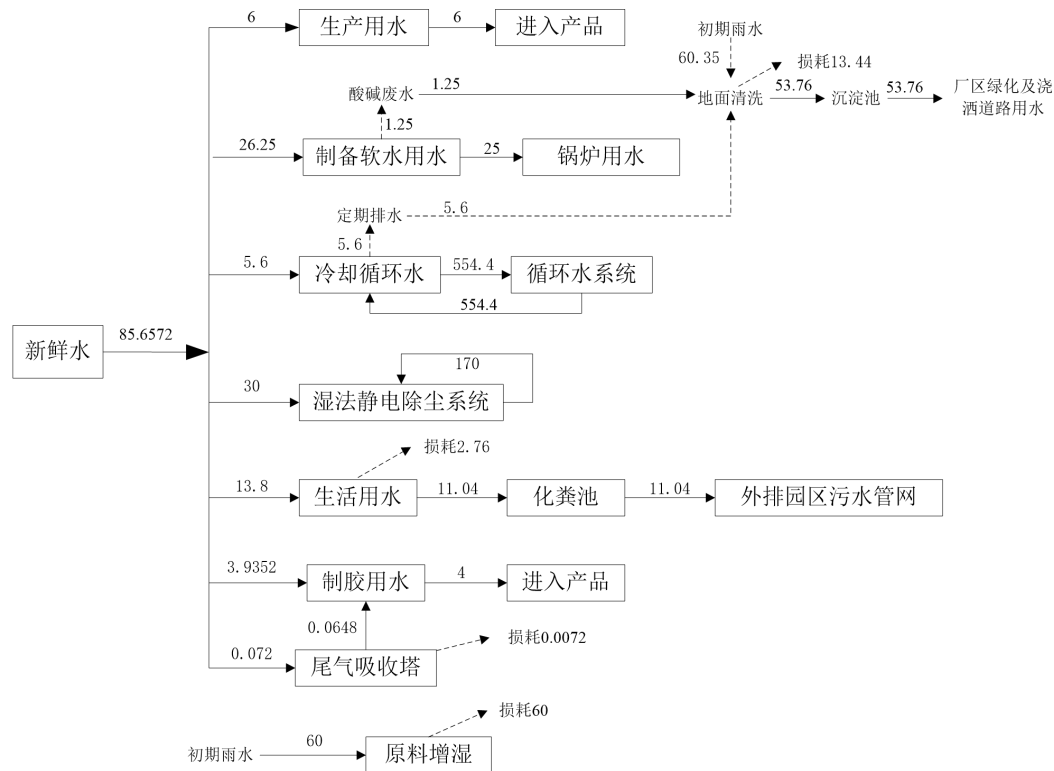 6
生产用水
6
进入产品
初期雨水
60.35
损耗13.44
酸碱废水
1.25
1.25
地面清洗
53.76
沉淀池
53.76
厂区绿化及浇
洒道路用水
26.25
制备软水用水
25
锅炉用水
定期排水
5.6
5.6
5.6
冷却循环水
554.4
循环水系统
554.4
新鲜水
85.6572
170
30
湿法静电除尘系统
损耗2.76
13.8
生活用水
11.04
化粪池
11.04
外排园区污水管网
3.9352
制胶用水
4
进入产品
0.0648
损耗0.0072
0.072
尾气吸收塔
损耗60
初期雨水
60
原料增湿